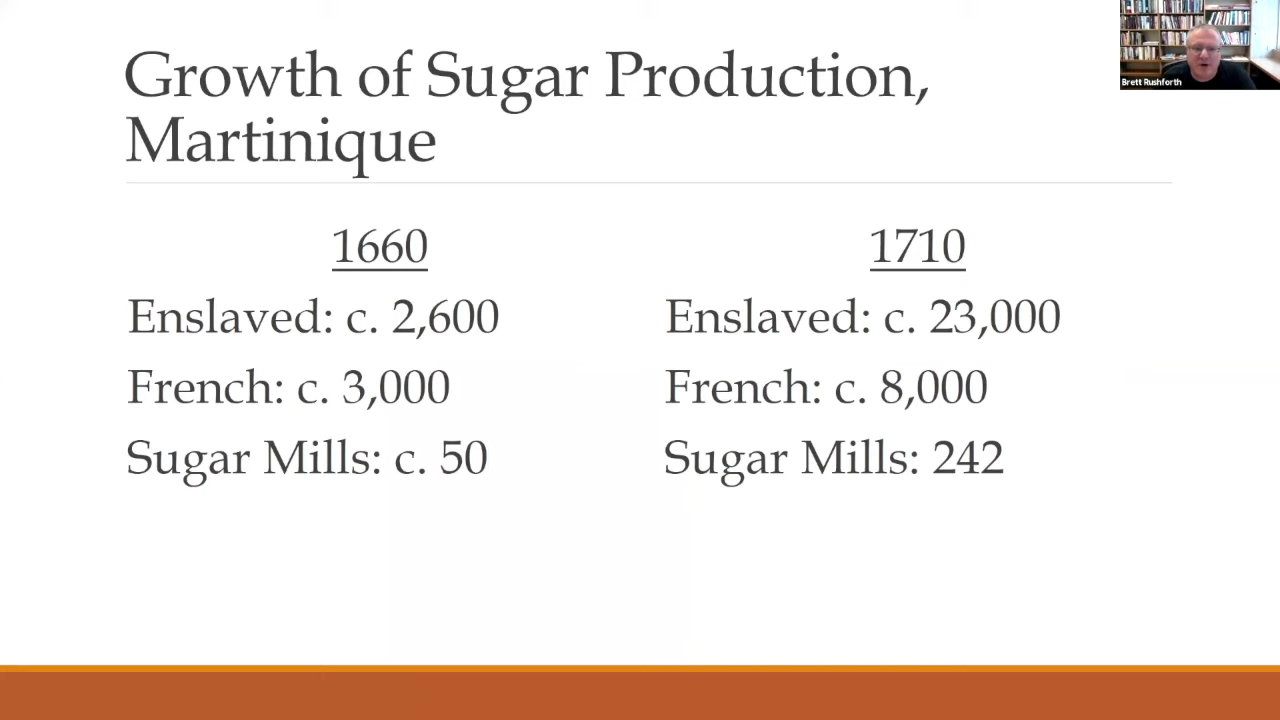 Growth of Sugar Production,
Martinique
Brett Rushforth
1660
Enslaved: c. 2,600
French: c. 3,000
Sugar Mills: c. 50
1710
Enslaved: c. 23,000
French: c. 8,000
Sugar Mills: 242